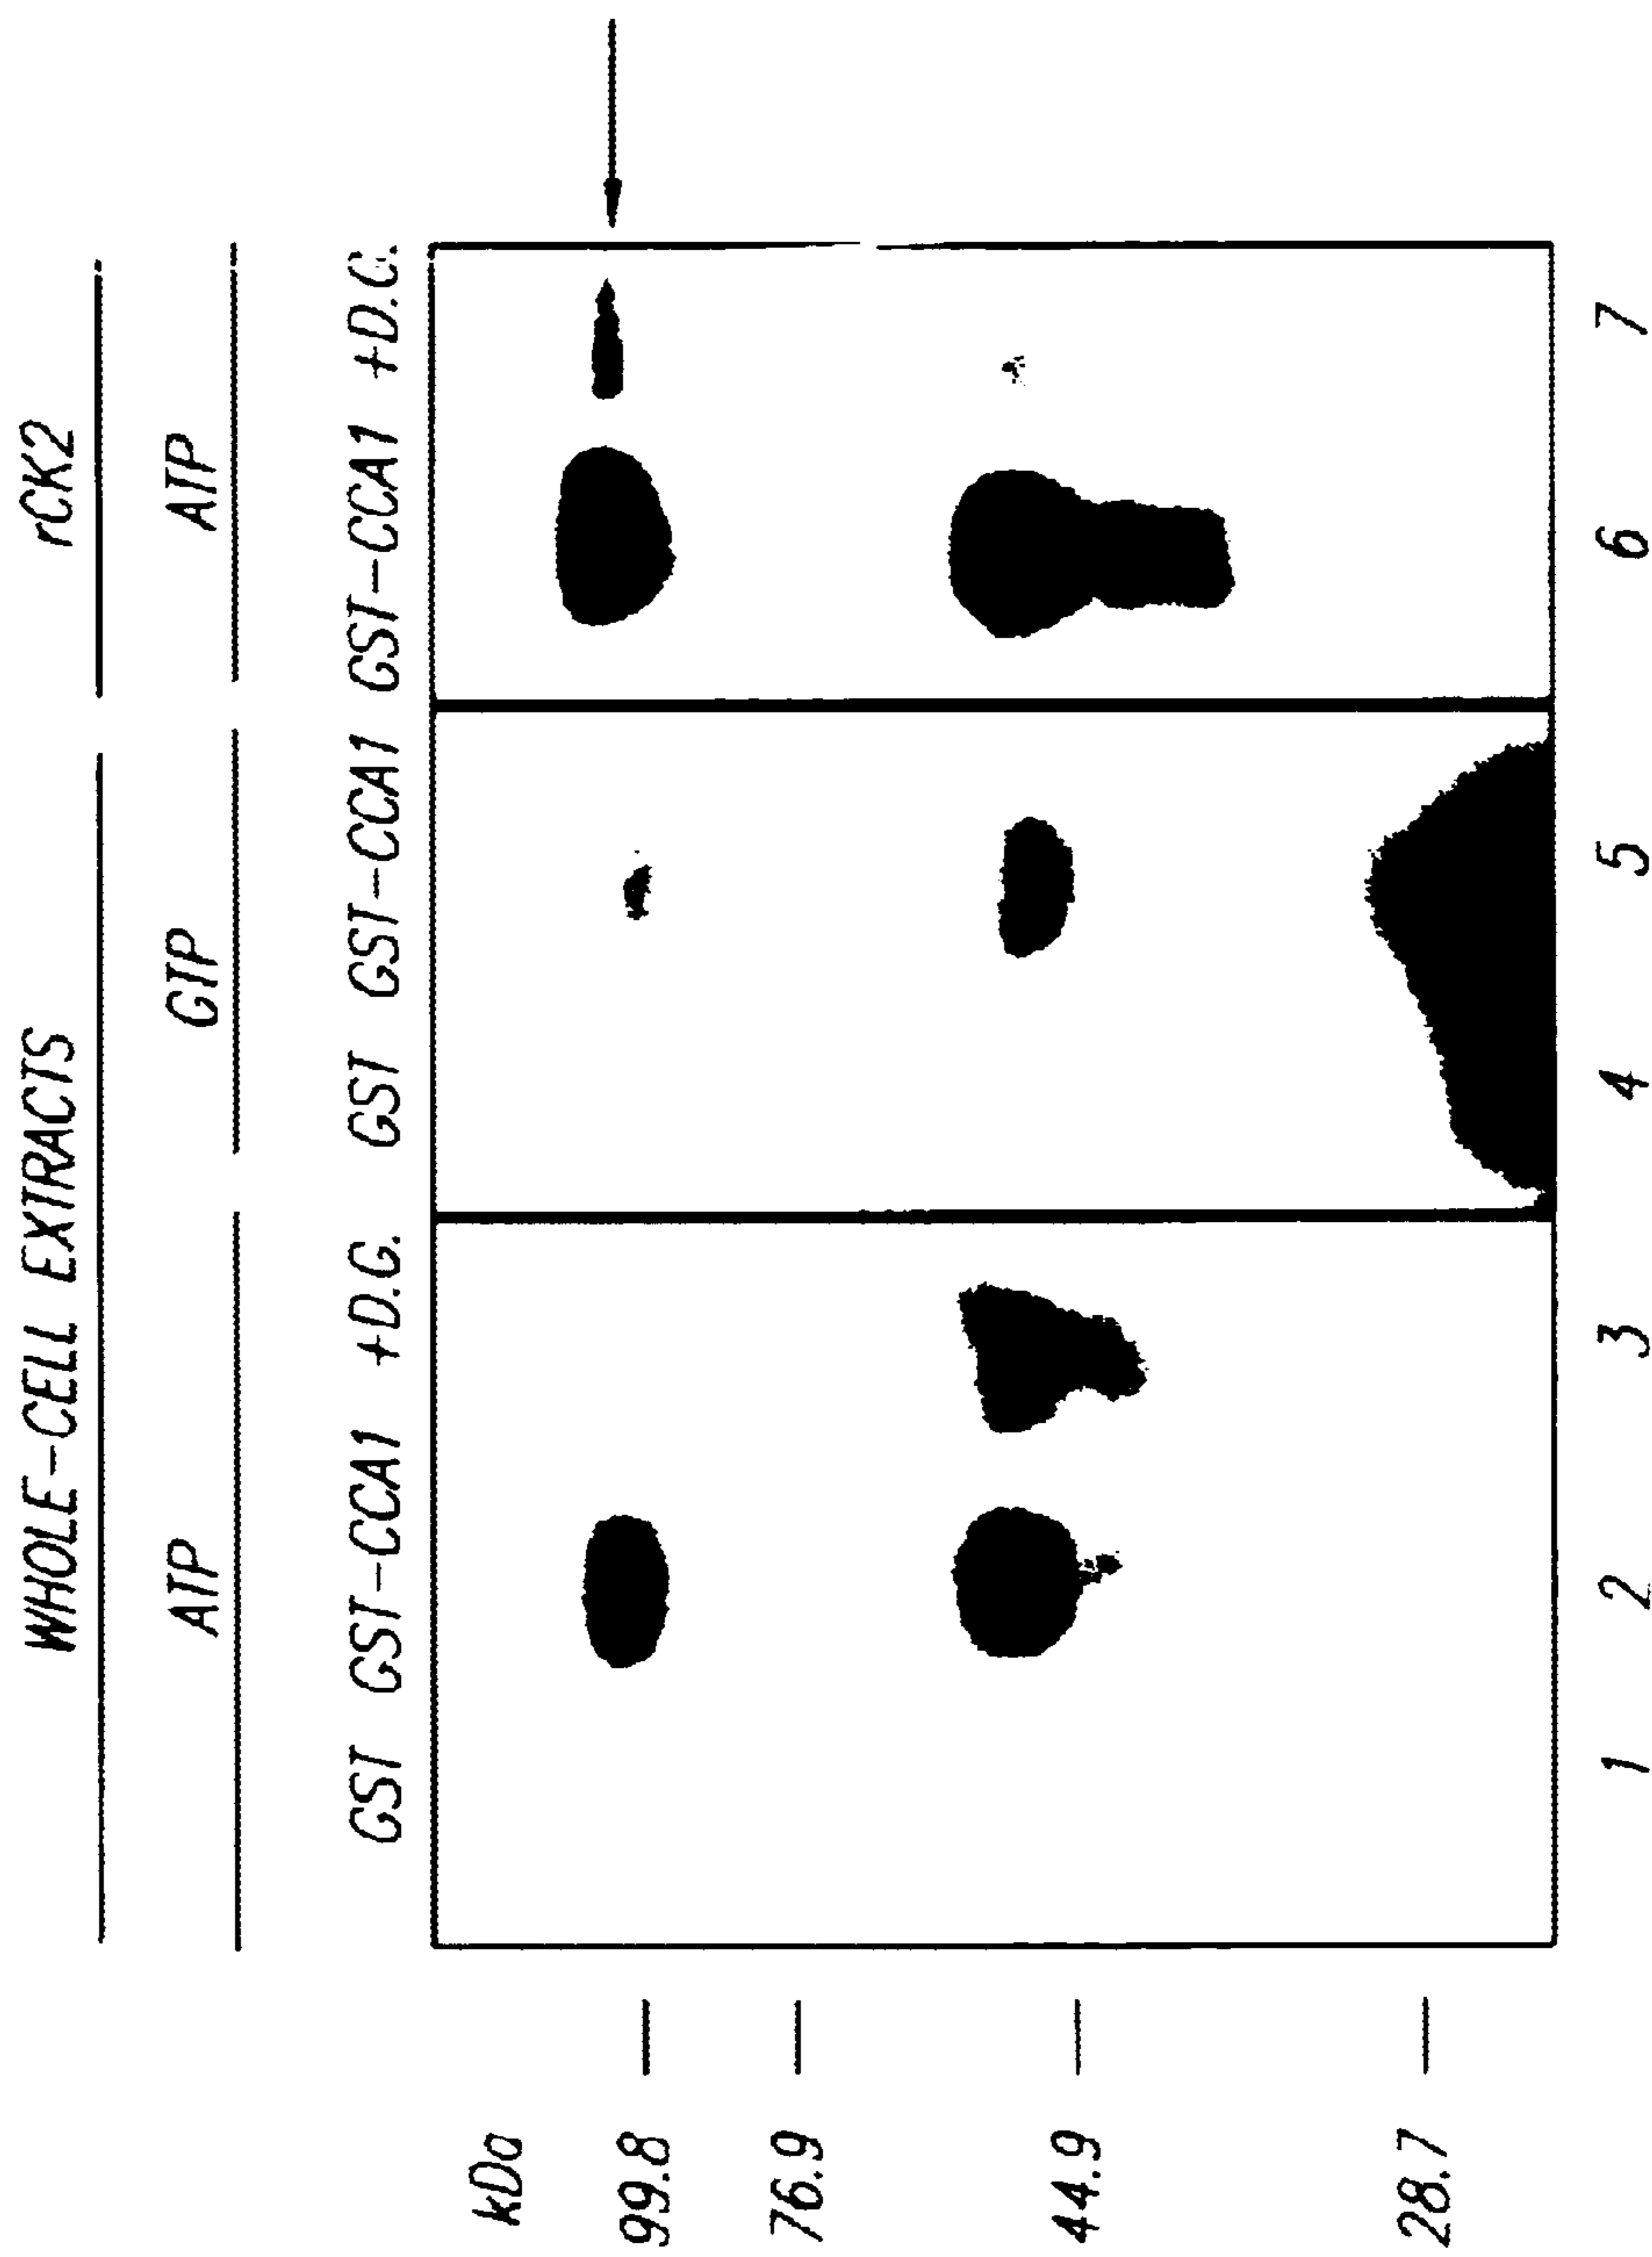 WHOLE-CELL EXTRACTS rCK2
ATP GTP ATP
GST GST-CCA1 +D.G. GST GST-CCA1 GST-CCA1 +D.G.
kDa
99.8
76.9
44.9
28.7
1 2 3 4 5 6 7